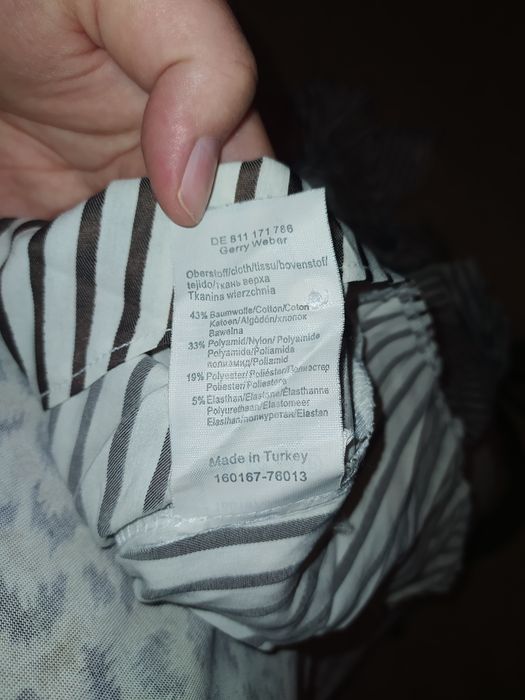 DE 811 171 786
Gerry Weber
Oberstoff/cloth/tissu/bovenstof/
tejido/ткань верха
Tkanina wierzchnia
43% Baumwolle/Cotton/Coton
Katoen/Algodón/хлопок
Bawełna
33% Polyamid/Nylon/Polyamide
Polyamide/Poliamida
полиамид/Poliamid
19% Polyester/Poliéster/Полиэстер
Poliester/Poliestere
5% Elasthan/Elastane/Élasthanne
Polyurethaan/Elastomeer
Elasthan/полиуретан/Elastan
Made in Turkey
160167-76013